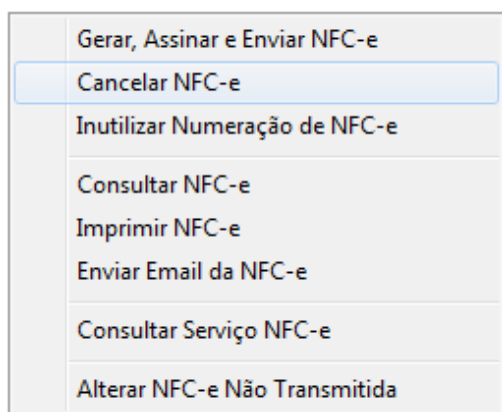 Gerar, Assinar e Enviar NFC-e
Cancelar NFC-e
Inutilizar Numeração de NFC-e
Consultar NFC-e
Imprimir NFC-e
Enviar Email da NFC-e
Consultar Serviço NFC-e
Alterar NFC-e Não Transmitida